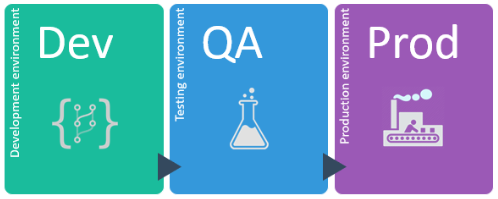 Development environment
Dev
Testing environment
QA
Production environment
Prod